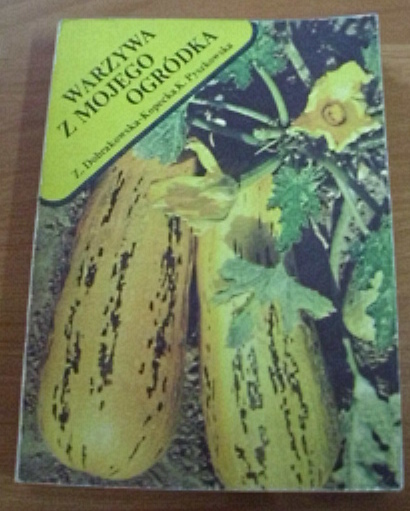 WARZYWA
Z MOJEGO
OGRÓDKA
Z. Dobrakowska-Kopecka K. Pyszkowska